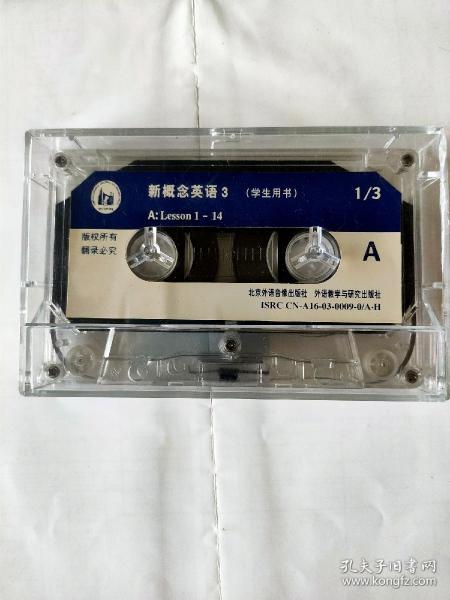 新概念英语 3 (学生用书) 1/3
A: Lesson 1 - 14
版权所有
翻录必究
A
北京外语音像出版社 外语教学与研究出版社
ISRC CN-A16-03-0009-0/A·H
孔夫子旧书网
www.kongfz.com